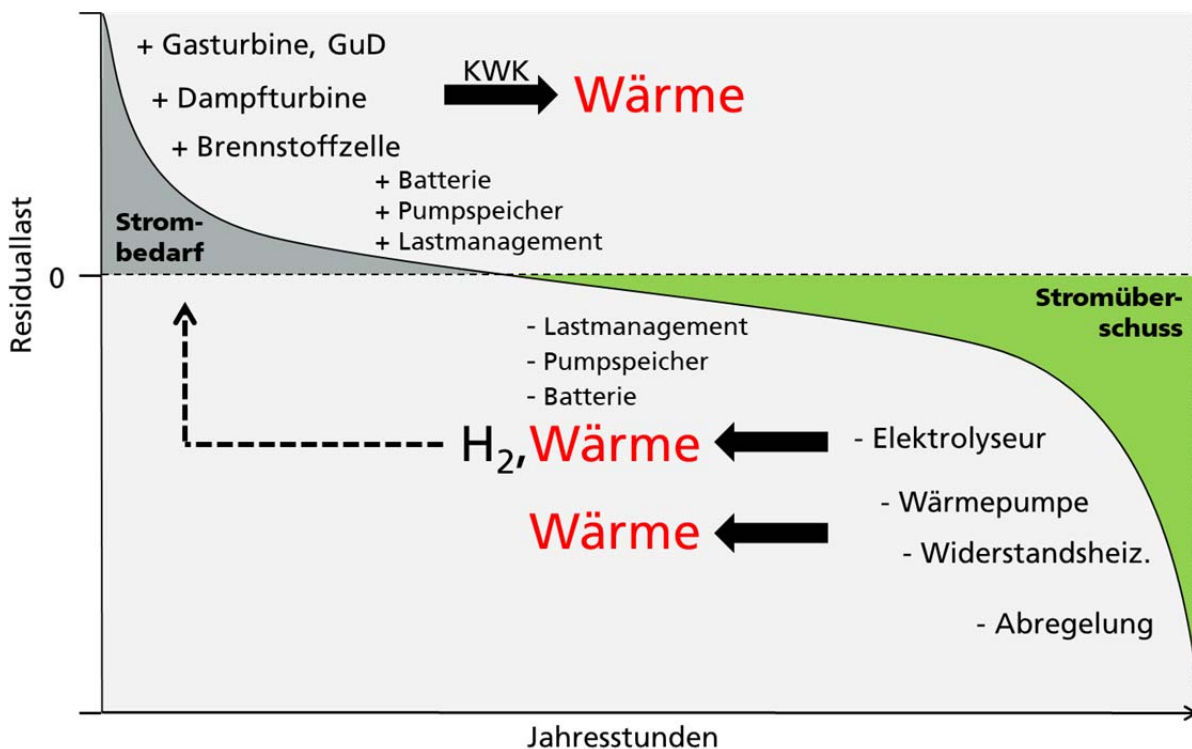 + Gasturbine, GuD
KWK
+ Dampfturbine
Wärme
+ Brennstoffzelle
+ Batterie
+ Pumpspeicher
+ Lastmanagement
Strom-
bedarf
Residuallast
0
Stromüber-
schuss
- Lastmanagement
- Pumpspeicher
- Batterie
H₂,Wärme
- Elektrolyseur
- Wärmepumpe
Wärme
- Widerstandsheiz.
- Abregelung
Jahresstunden